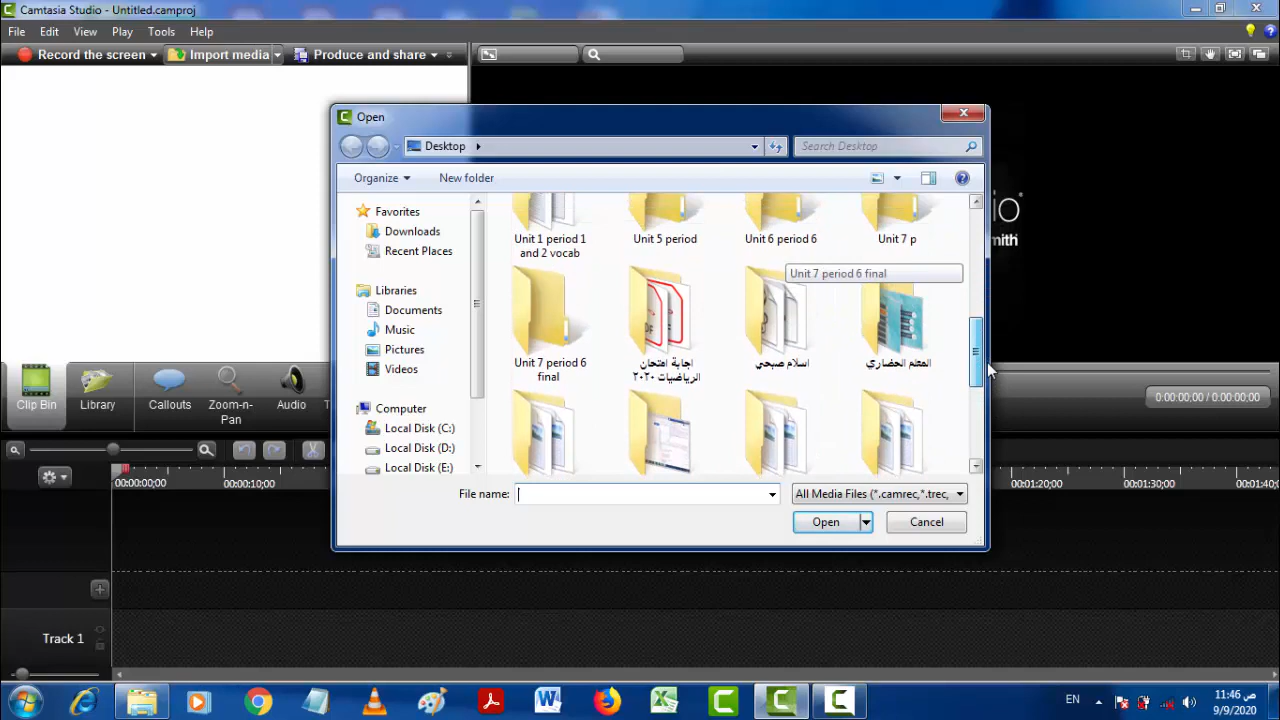 Camtasia Studio - Untitled.camproj
File Edit View Play Tools Help
Record the screen Import media Produce and share
Open
Desktop
Search Desktop
Organize New folder
Favorites
Downloads
Recent Places
Libraries
Documents
Music
Pictures
Videos
Computer
Local Disk (C:)
Local Disk (D:)
Local Disk (E:)
Unit 1 period 1
and 2 vocab
Unit 5 period
Unit 6 period 6
Unit 7 p
Unit 7 period 6 final
Unit 7 period 6
final
اجابة امتحان
الرياضيات ٢٠٢٠
اسلام صبحي
المعلم الحضاري
File name:
All Media Files (*.camrec,*.trec,
Open Cancel
io
mith
Clip Bin
Library
Callouts
Zoom-n-
Pan
Audio
T
0:00:00;00 / 0:00:00;00
00:00:00;00
00:00:10;00
00:01:20;00
00:01:30;00
00:01:40;0
Track 1
EN
11:46 ص
9/9/2020